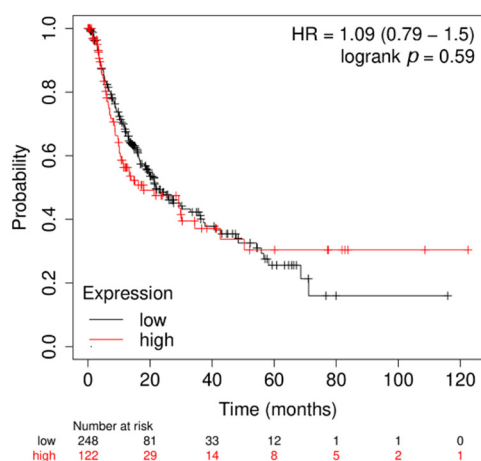 HR = 1.09 (0.79 − 1.5)
logrank p = 0.59
1.0
0.8
0.6
0.4
0.2
0.0
Probability
Expression
low
high
0 20 40 60 80 100 120
Time (months)
Number at risk
low 248 81 33 12 1 1 0
high 122 29 14 8 5 2 1